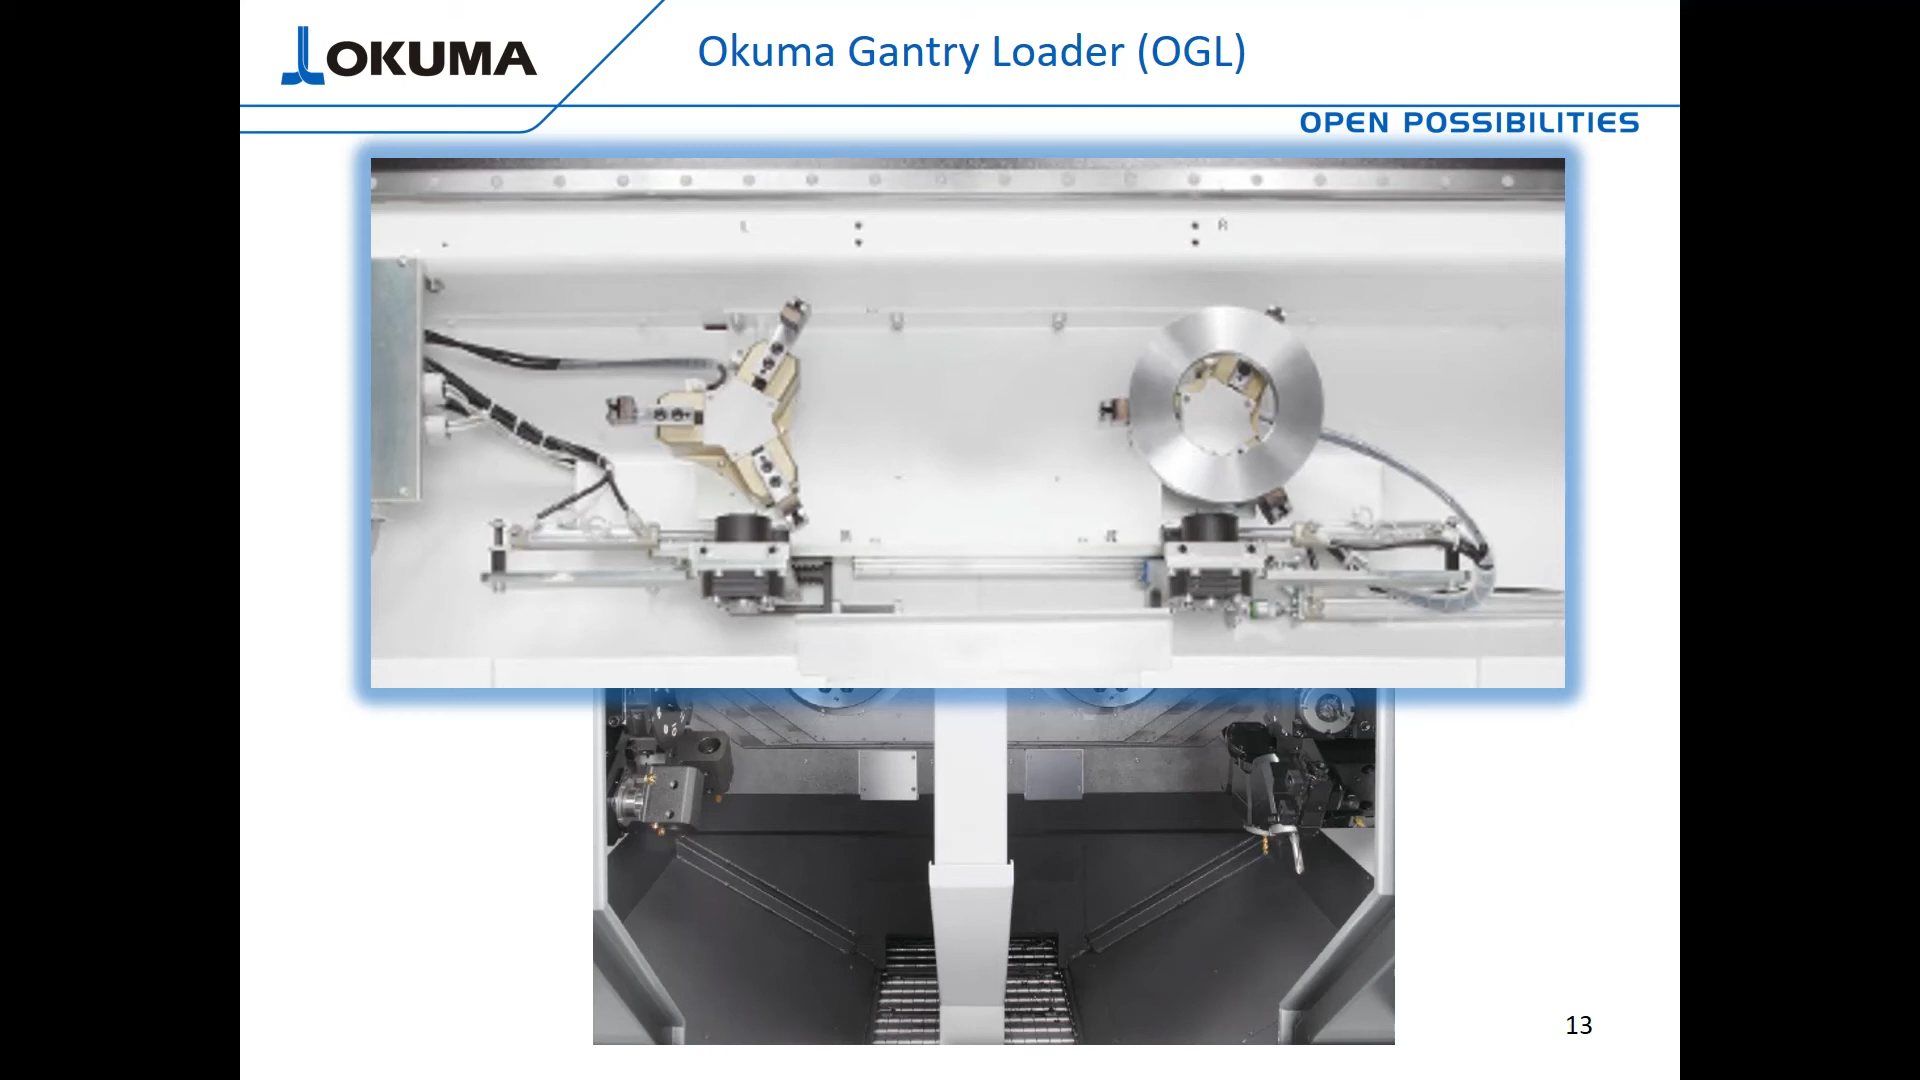 OKUMA
Okuma Gantry Loader (OGL)
OPEN POSSIBILITIES
L
R
13